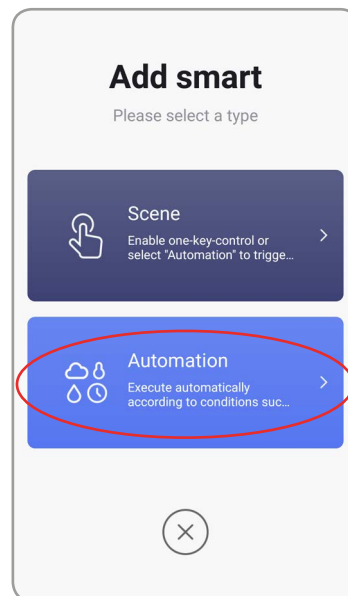 Add smart
Please select a type
Scene
Enable one-key-control or
select "Automation" to trigge...
Automation
Execute automatically
according to conditions suc...